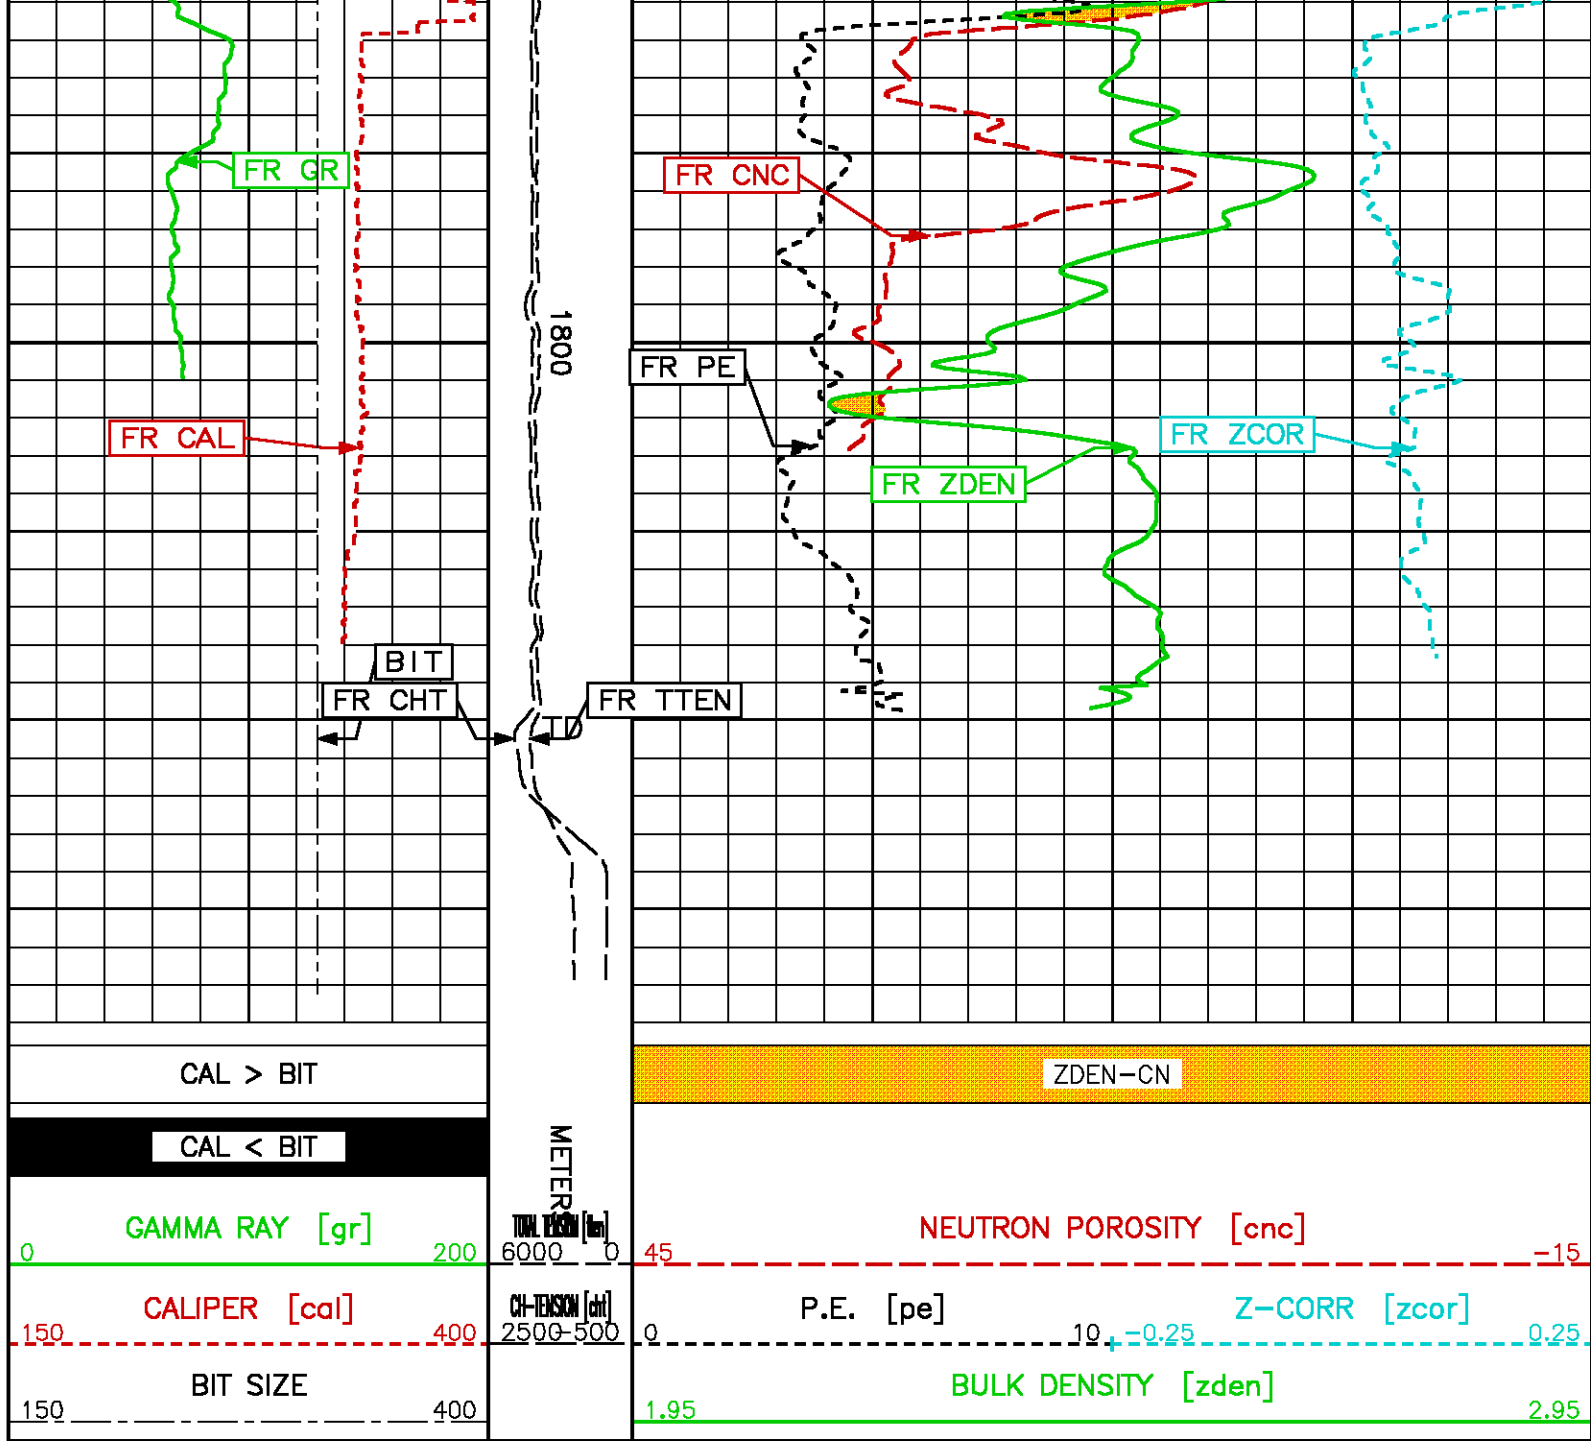 FR GR
FR CNC
1800
FR PE
FR CAL
FR ZCOR
FR ZDEN
BIT
FR CHT
FR TTEN
TD
CAL > BIT
ZDEN-CN
CAL < BIT
METERS
GAMMA RAY [gr]
0 200
TOTAL TENSION
6000 0
NEUTRON POROSITY [cnc]
45 -15
CALIPER [cal]
150 400
CH-TENSION [cht]
2500 -500
P.E. [pe]
0 10
Z-CORR [zcor]
-0.25 0.25
BIT SIZE
150 400
BULK DENSITY [zden]
1.95 2.95